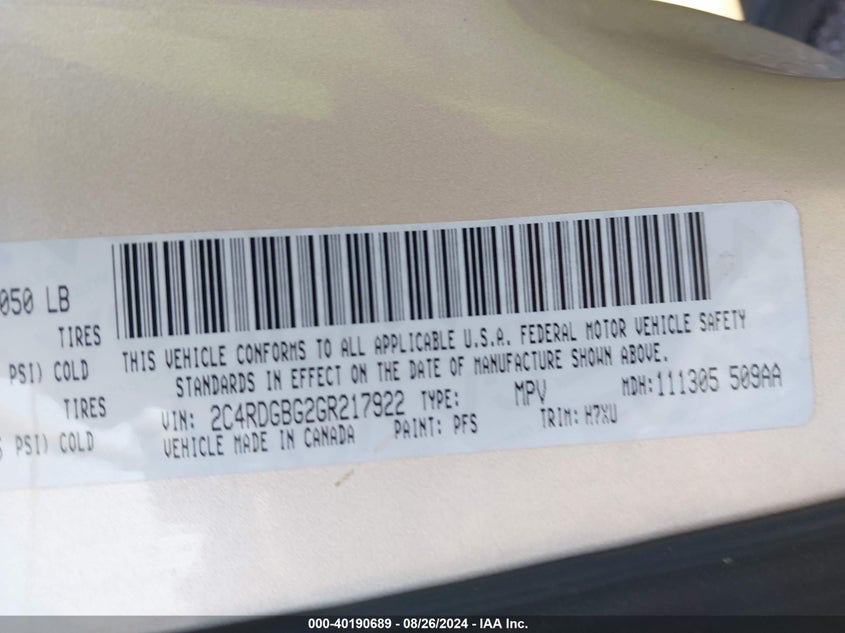 050 LB
TIRES
PSI) COLD
TIRES
PSI) COLD
THIS VEHICLE CONFORMS TO ALL APPLICABLE U.S.A. FEDERAL MOTOR VEHICLE SAFETY
STANDARDS IN EFFECT ON THE DATE OF MANUFACTURE SHOWN ABOVE.
VIN: 2C4RDGBG2GR217922 TYPE: MPV MDH: 111305 509AA
VEHICLE MADE IN CANADA PAINT: PFS TRIM: H7XU
000-40190689 - 08/26/2024 - IAA Inc.